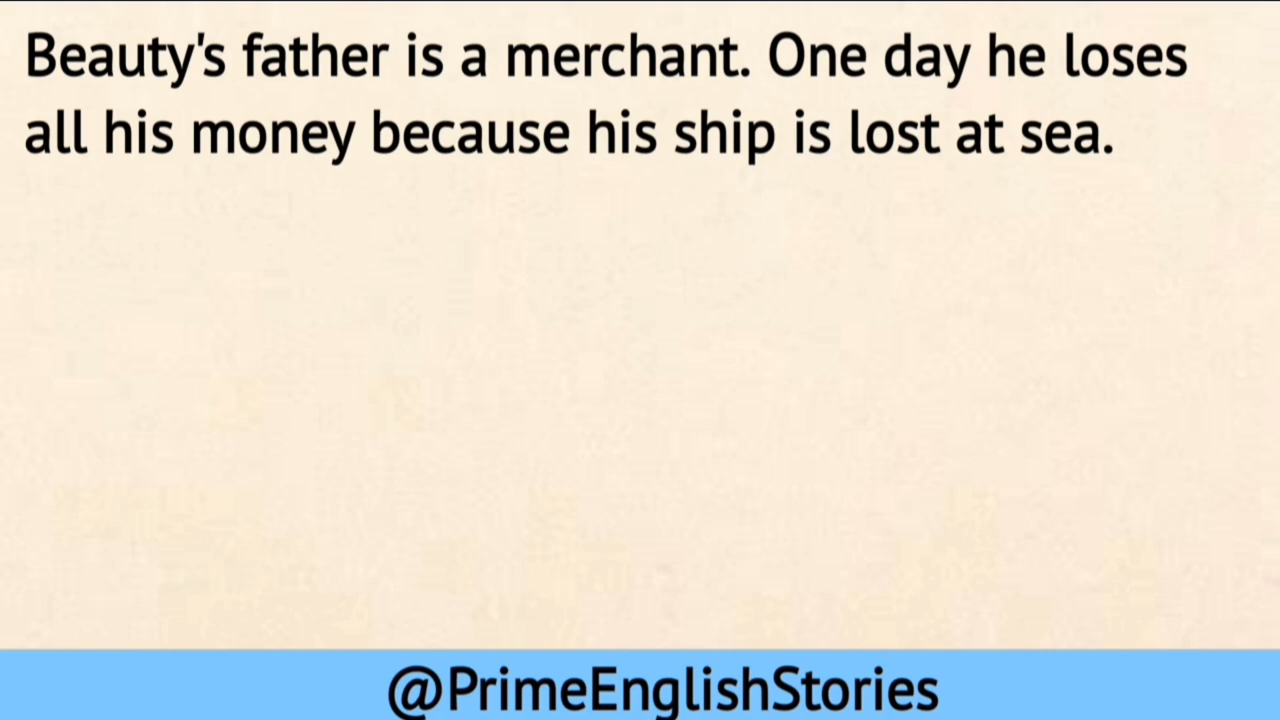 Beauty's father is a merchant. One day he loses
all his money because his ship is lost at sea.
@PrimeEnglishStories